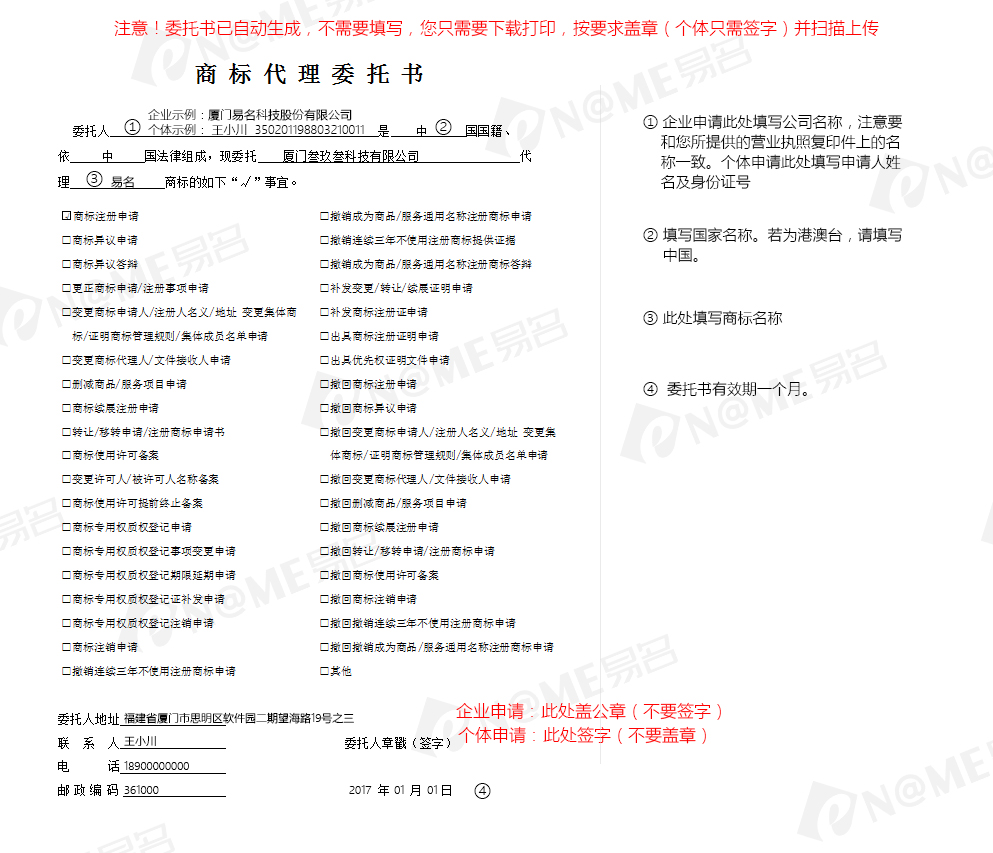 注意！委托书已自动生成，不需要填写，您只需要下载打印，按要求盖章（个体只需签字）并扫描上传
商标代理委托书
企业示例：厦门易名科技股份有限公司
委托人 ① 个体示例： 王小川 350201198803210011 是 中 ② 国国籍、
依 中 国法律组成，现委托 厦门叁玖叁科技有限公司 代
理 ③ 易名 商标的如下“√”事宜。
☑商标注册申请
□商标异议申请
□商标异议答辩
□更正商标申请/注册事项申请
□变更商标申请人/注册人名义/地址 变更集体商
标/证明商标管理规则/集体成员名单申请
□变更商标代理人/文件接收人申请
□删减商品/服务项目申请
□商标续展注册申请
□转让/移转申请/注册商标申请书
□商标使用许可备案
□变更许可人/被许可人名称备案
□商标使用许可提前终止备案
□商标专用权质权登记申请
□商标专用权质权登记事项变更申请
□商标专用权质权登记期限延期申请
□商标专用权质权登记证补发申请
□商标专用权质权登记注销申请
□商标注销申请
□撤销连续三年不使用注册商标申请
□撤销成为商品/服务通用名称注册商标申请
□撤销连续三年不使用注册商标提供证据
□撤销成为商品/服务通用名称注册商标答辩
□补发变更/转让/续展证明申请
□补发商标注册证申请
□出具商标注册证明申请
□出具优先权证明文件申请
□撤回商标注册申请
□撤回商标异议申请
□撤回变更商标申请人/注册人名义/地址 变更集
体商标/证明商标管理规则/集体成员名单申请
□撤回变更商标代理人/文件接收人申请
□撤回删减商品/服务项目申请
□撤回商标续展注册申请
□撤回转让/移转申请/注册商标申请
□撤回商标使用许可备案
□撤回商标注销申请
□撤回撤销连续三年不使用注册商标申请
□撤回撤销成为商品/服务通用名称注册商标申请
□其他
委托人地址 福建省厦门市思明区软件园二期望海路19号之三
联 系 人 王小川
电 话 18900000000
邮政编码 361000
企业申请：此处盖公章（不要签字）
委托人章戳（签字） 个体申请：此处签字（不要盖章）
2017 年 01 月 01日 ④
① 企业申请此处填写公司名称，注意要
和您所提供的营业执照复印件上的名
称一致。个体申请此处填写申请人姓
名及身份证号
② 填写国家名称。若为港澳台，请填写
中国。
③ 此处填写商标名称
④ 委托书有效期一个月。
N@ME易名
N@ME易名
N@ME易名
N@ME易名
N@ME易名
N@ME易名
N@ME
易名
易名